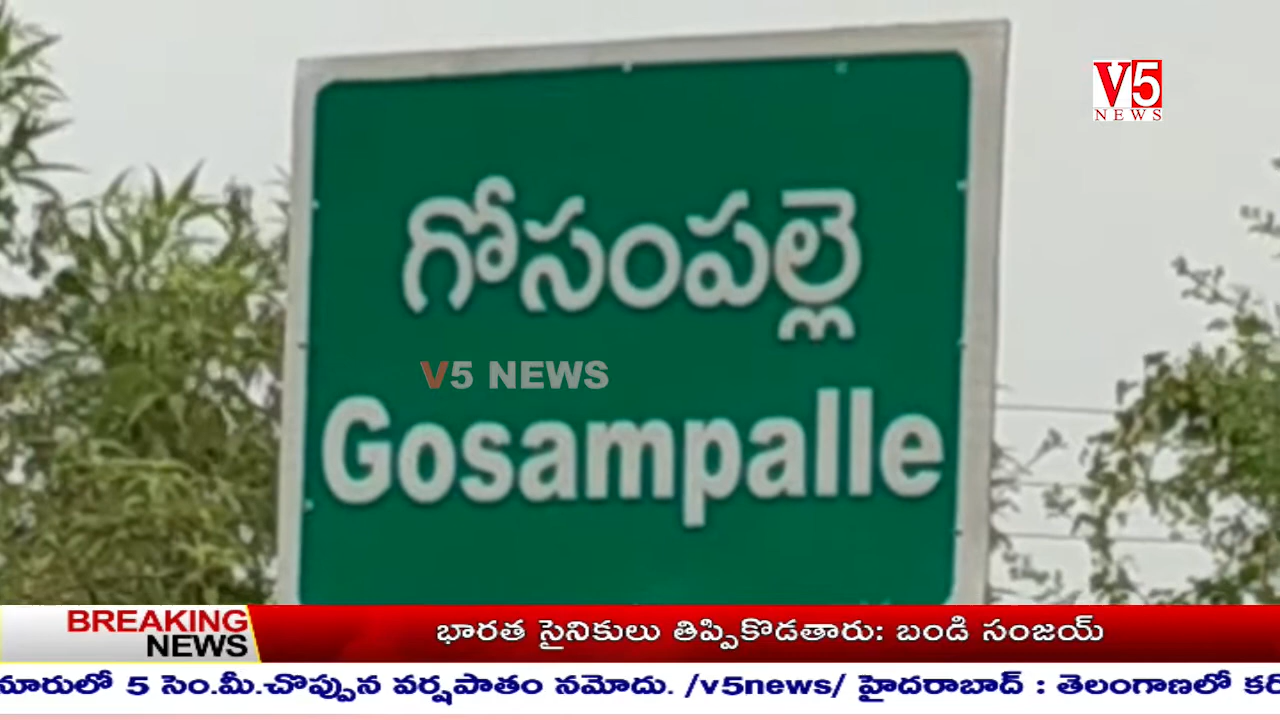 V5
NEWS
గోసంపల్లె
V5 NEWS
Gosampalle
BREAKING
NEWS
భారత సైనికులు తిప్పికొడతారు: బండి సంజయ్
నూరులో 5 సెం.మీ.చొప్పున వర్షపాతం నమోదు. /v5news/ హైదరాబాద్ : తెలంగాణలో